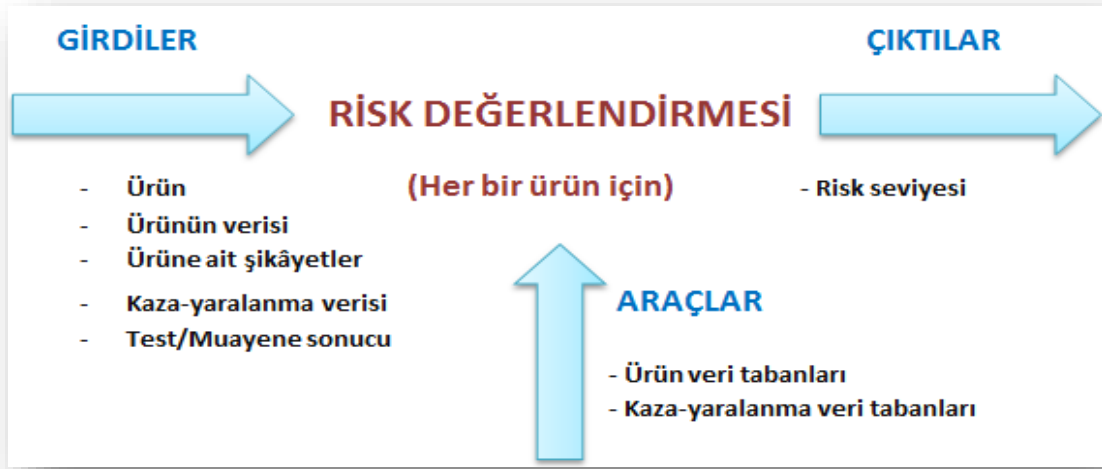 GİRDİLER
ÇIKTILAR
RİSK DEĞERLENDİRMESİ
(Her bir ürün için)
- Ürün
- Ürünün verisi
- Ürüne ait şikâyetler
- Kaza-yaralanma verisi
- Test/Muayene sonucu
- Risk seviyesi
ARAÇLAR
- Ürün veri tabanları
- Kaza-yaralanma veri tabanları